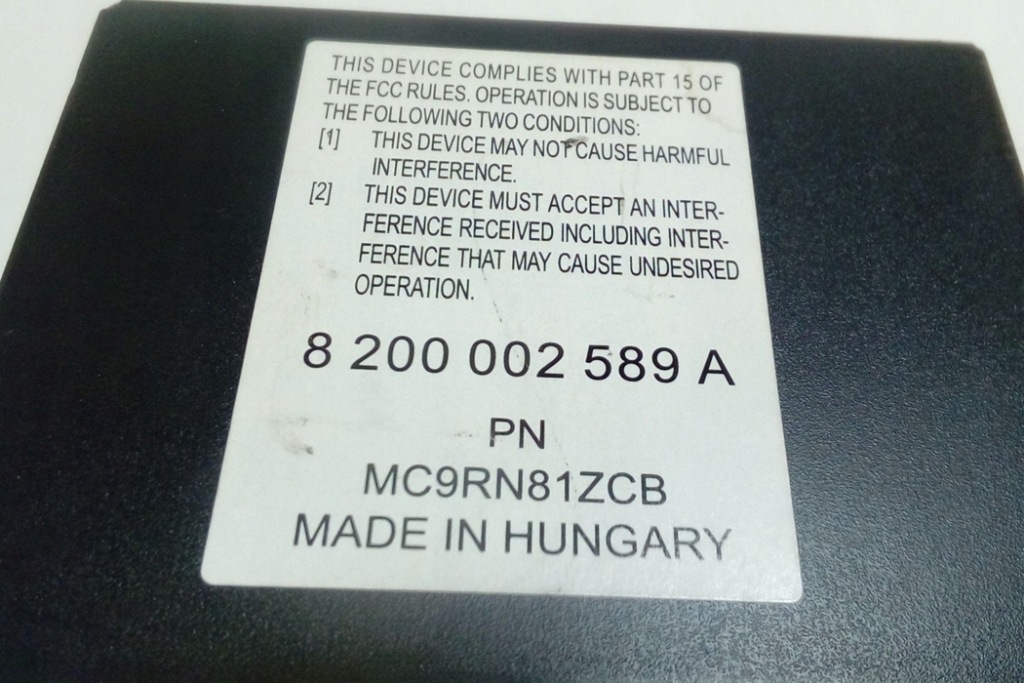 THIS DEVICE COMPLIES WITH PART 15 OF
THE FCC RULES. OPERATION IS SUBJECT TO
THE FOLLOWING TWO CONDITIONS:
[1] THIS DEVICE MAY NOT CAUSE HARMFUL
INTERFERENCE.
[2] THIS DEVICE MUST ACCEPT AN INTER-
FERENCE RECEIVED INCLUDING INTER-
FERENCE THAT MAY CAUSE UNDESIRED
OPERATION.
8 200 002 589 A
PN
MC9RN81ZCB
MADE IN HUNGARY